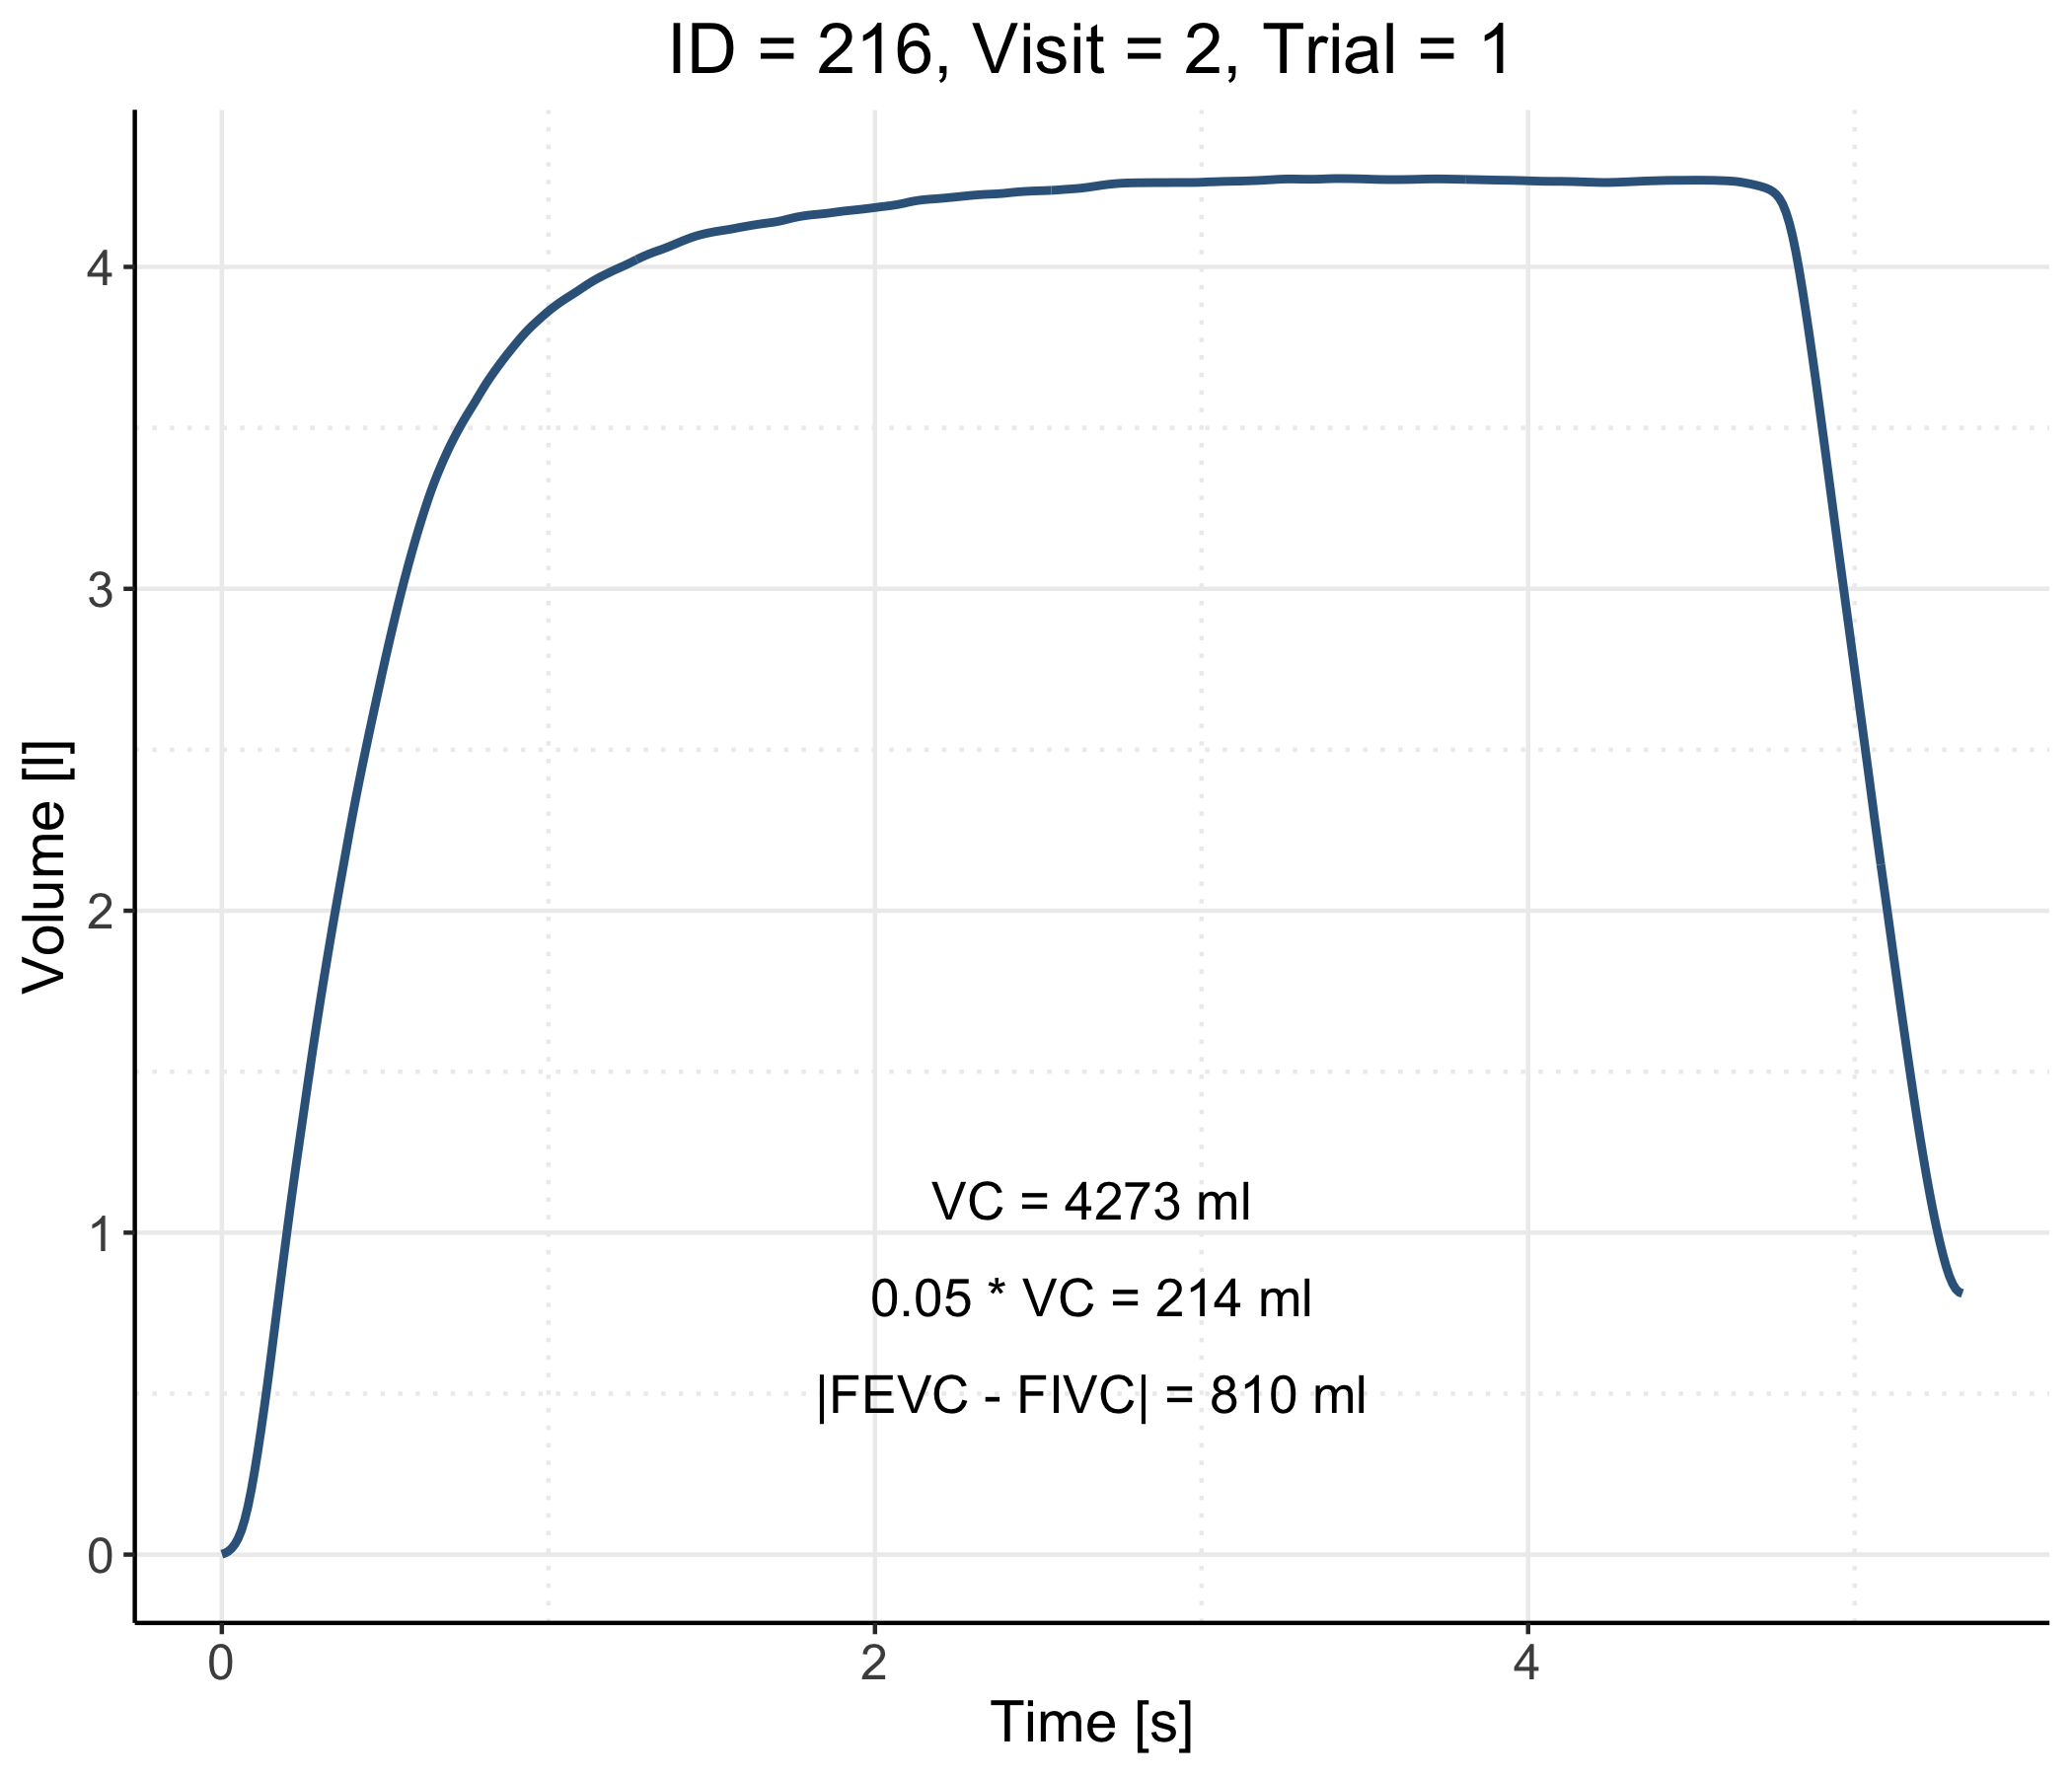 ID = 216, Visit = 2, Trial = 1
Volume [l]
4
3
2
1
0
VC = 4273 ml
0.05 * VC = 214 ml
|FEVC - FIVC| = 810 ml
0 2 4
Time [s]